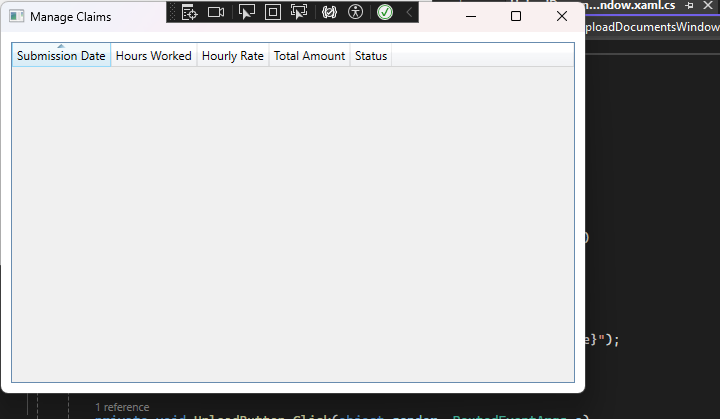 Manage Claims
ndow.xaml.cs
ploadDocumentsWindow
Submission Date Hours Worked Hourly Rate Total Amount Status
e}");
1 reference